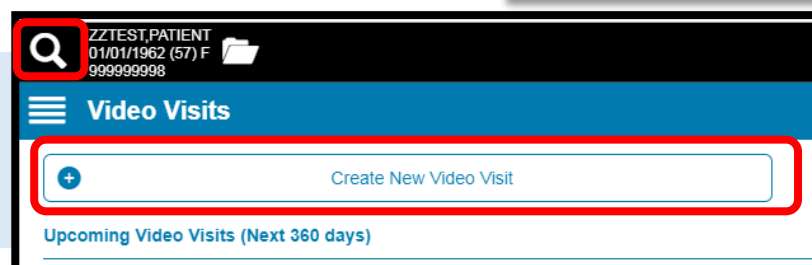 ZZTEST,PATIENT
01/01/1962 (57) F
999999998
Video Visits
Create New Video Visit
Upcoming Video Visits (Next 360 days)